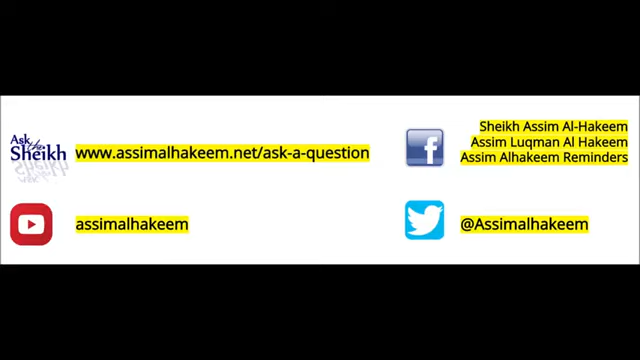 Ask
the
Sheikh
www.assimalhakeem.net/ask-a-question
Sheikh Assim Al-Hakeem
Assim Luqman Al Hakeem
Assim Alhakeem Reminders
assimalhakeem
@Assimalhakeem